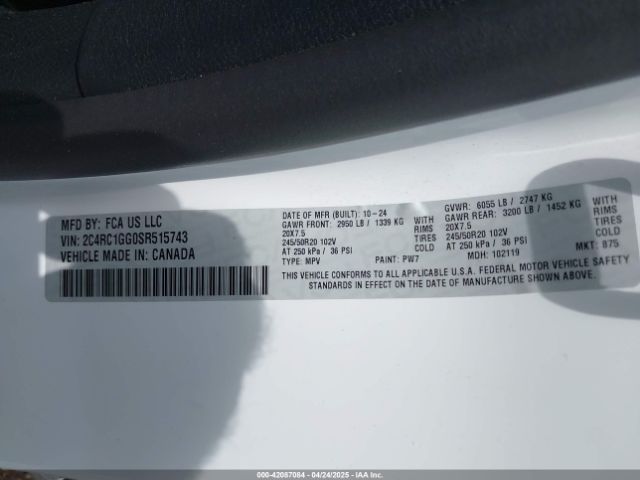 MFD BY: FCA US LLC
VIN: 2C4RC1GG0SR515743
VEHICLE MADE IN: CANADA
DATE OF MFR (BUILT): 10-24
GAWR FRONT: 2950 LB / 1339 KG WITH
20X7.5 RIMS
245/50R20 102V TIRES
AT 250 kPa / 36 PSI COLD
TYPE: MPV PAINT: PW7
GVWR: 6055 LB / 2747 KG
GAWR REAR: 3200 LB / 1452 KG WITH
20X7.5 RIMS
245/50R20 102V TIRES
AT 250 kPa / 36 PSI COLD
MDH: 102119 MKT: B75
THIS VEHICLE CONFORMS TO ALL APPLICABLE U.S.A. FEDERAL MOTOR VEHICLE SAFETY
STANDARDS IN EFFECT ON THE DATE OF MANUFACTURE SHOWN ABOVE.
000-42087084 - 04/24/2025 - IAAI.COM